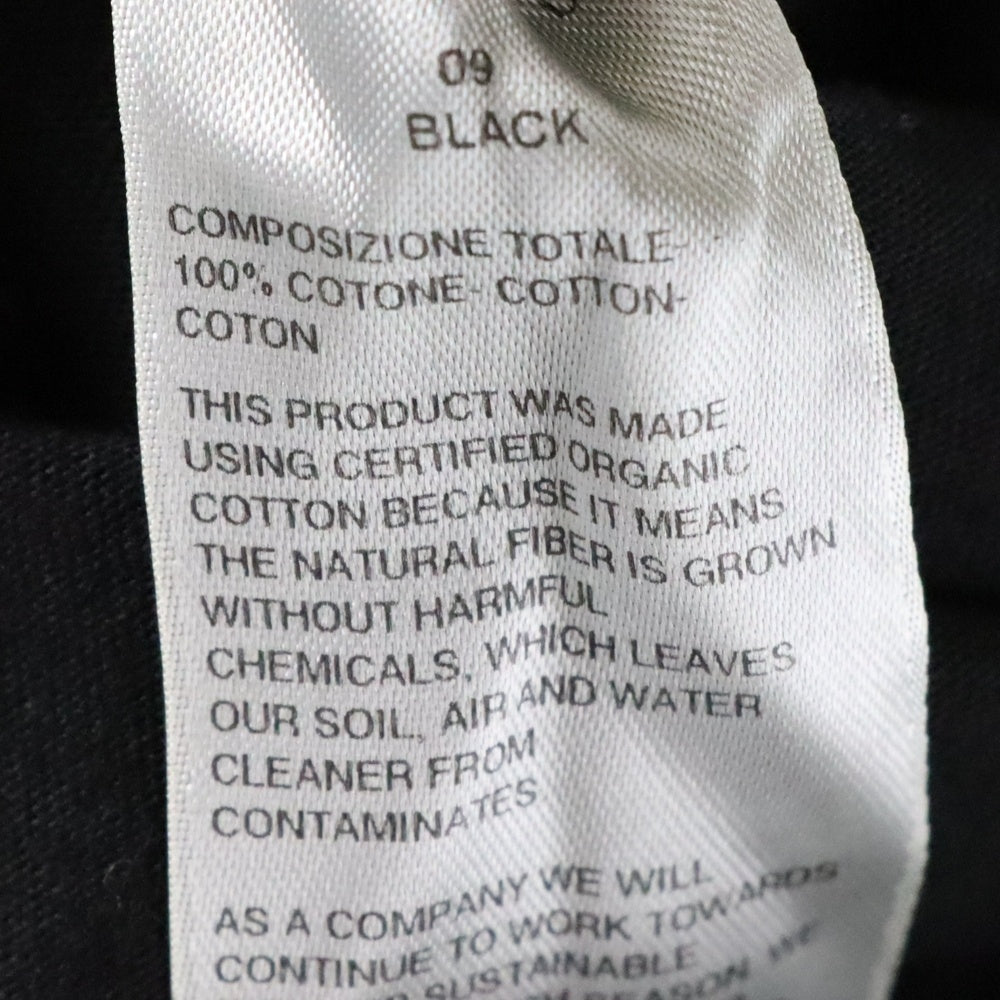 09
BLACK
COMPOSIZIONE TOTALE-
100% COTONE- COTTON-
COTON
THIS PRODUCT WAS MADE
USING CERTIFIED ORGANIC
COTTON BECAUSE IT MEANS
THE NATURAL FIBER IS GROWN
WITHOUT HARMFUL
CHEMICALS, WHICH LEAVES
OUR SOIL, AIR AND WATER
CLEANER FROM
CONTAMINATES
AS A COMPANY WE WILL
CONTINUE TO WORK TOWARDS
SUSTAINABLE
SEASON, WE